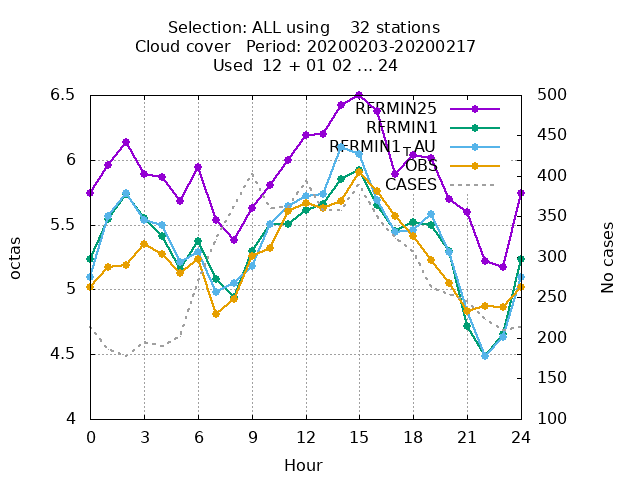 Selection: ALL using 32 stations
Cloud cover Period: 20200203-20200217
Used 12 + 01 02 ... 24
6.5
6
5.5
5
4.5
4
octas
500
450
400
350
300
250
200
150
100
No cases
RFRMIN25
RFRMIN1
RFRMIN1_AU
OBS
CASES
0 3 6 9 12 15 18 21 24
Hour